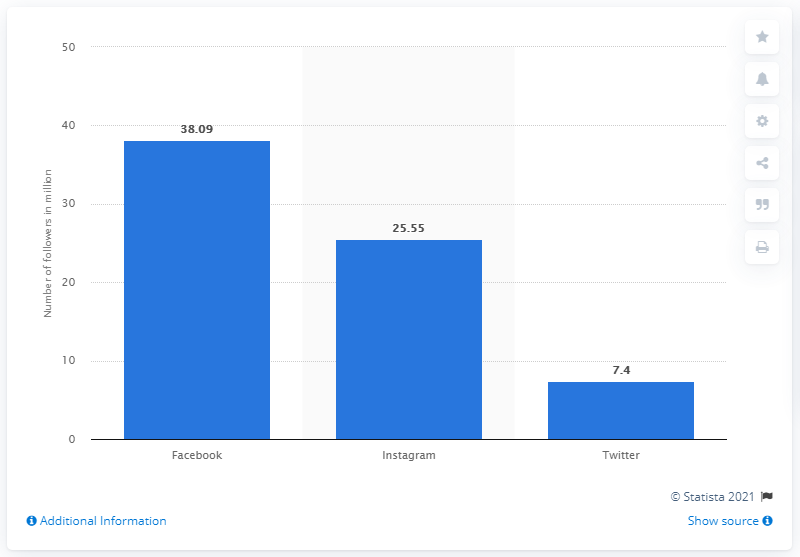 50
40
30
20
10
0
Number of followers in million
38.09
25.55
7.4
Facebook
Instagram
Twitter
© Statista 2021
Additional Information
Show source